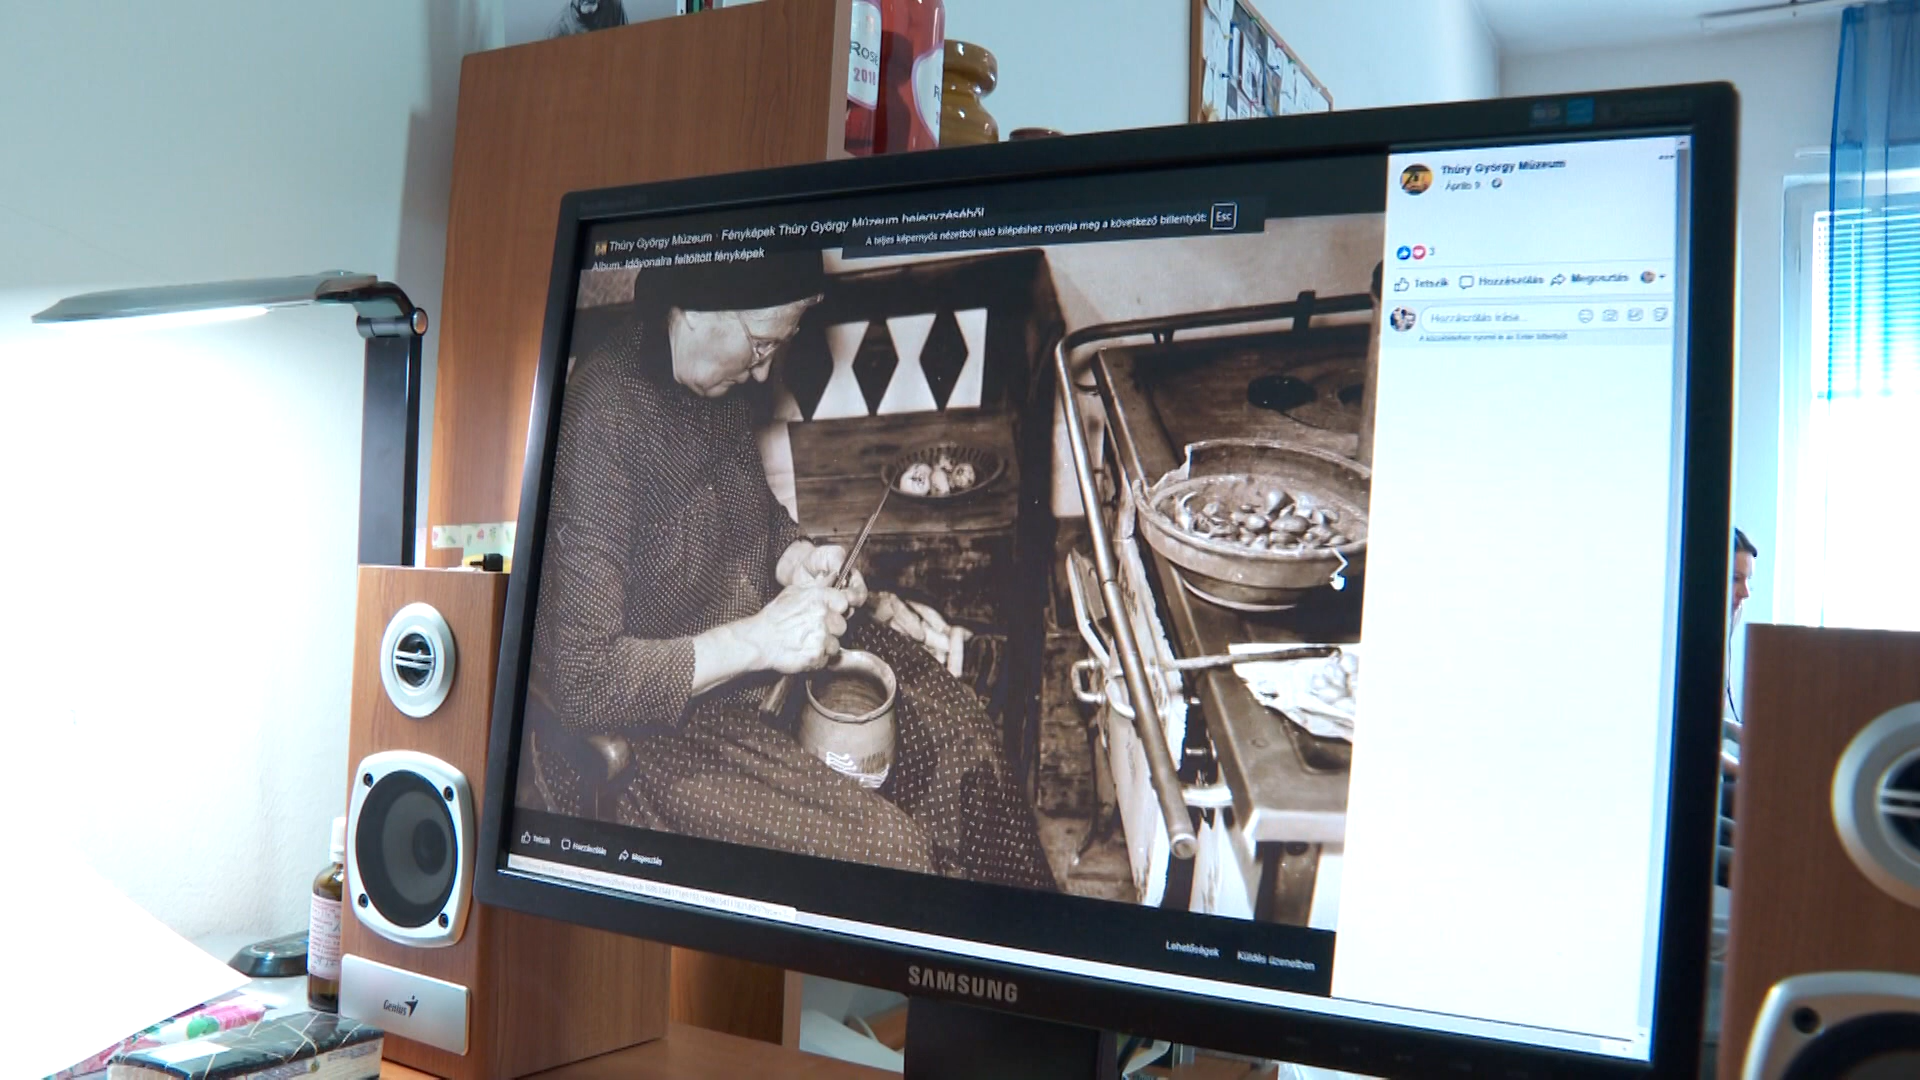 ROSÉ
2018
Thúry György Múzeum · Fényképek Thúry György Múzeum bejegyzéséből
Album: Idővonalra feltöltött fényképek
A teljes képernyős nézetből való kilépéshez nyomja meg a következő billentyűt: Esc
Thúry György Múzeum
Április 9
3
Tetszik Hozzászólás Megosztás
Hozzászólás írása...
Tetszik Hozzászólás Megosztás
Lehetőségek Küldés üzenetben
SAMSUNG
Genius